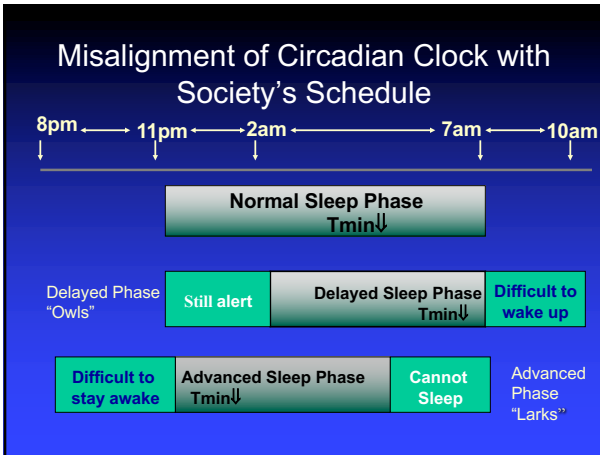 Misalignment of Circadian Clock with
Society's Schedule
8pm 11pm 2am 7am 10am
Normal Sleep Phase
Tmin⇓
Delayed Phase
"Owls"
Still alert
Delayed Sleep Phase
Tmin⇓
Difficult to
wake up
Difficult to
stay awake
Advanced Sleep Phase
Tmin⇓
Cannot
Sleep
Advanced
Phase
"Larks"